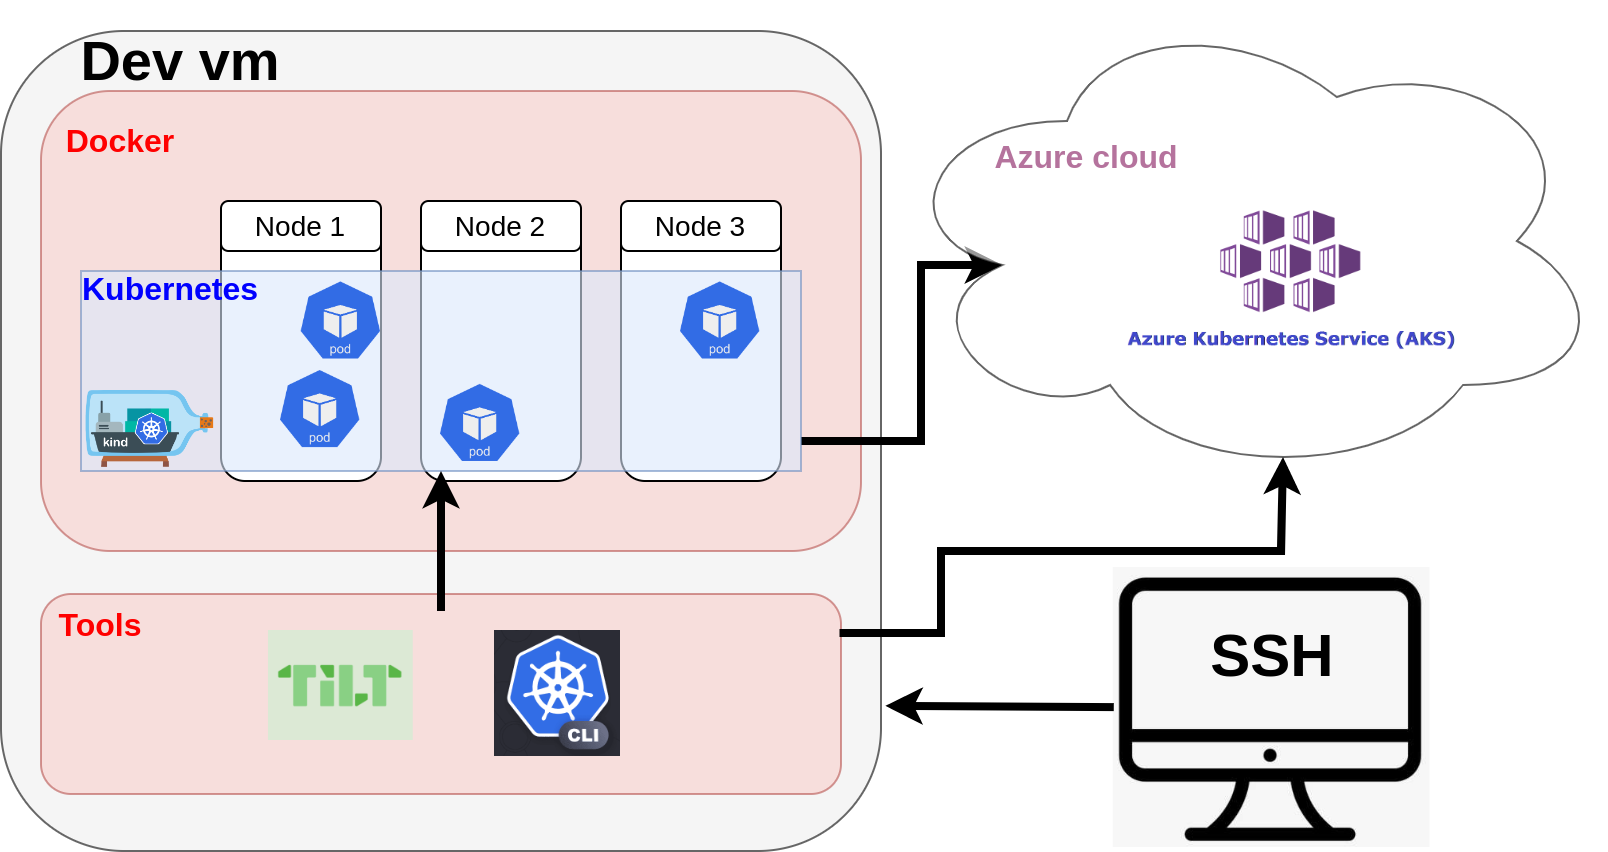 Dev vm
Docker
Azure cloud
Node 1
Node 2
Node 3
Kubernetes
pod
pod
Azure Kubernetes Service (AKS)
kind
pod
pod
Tools
TiLT
CLI
SSH